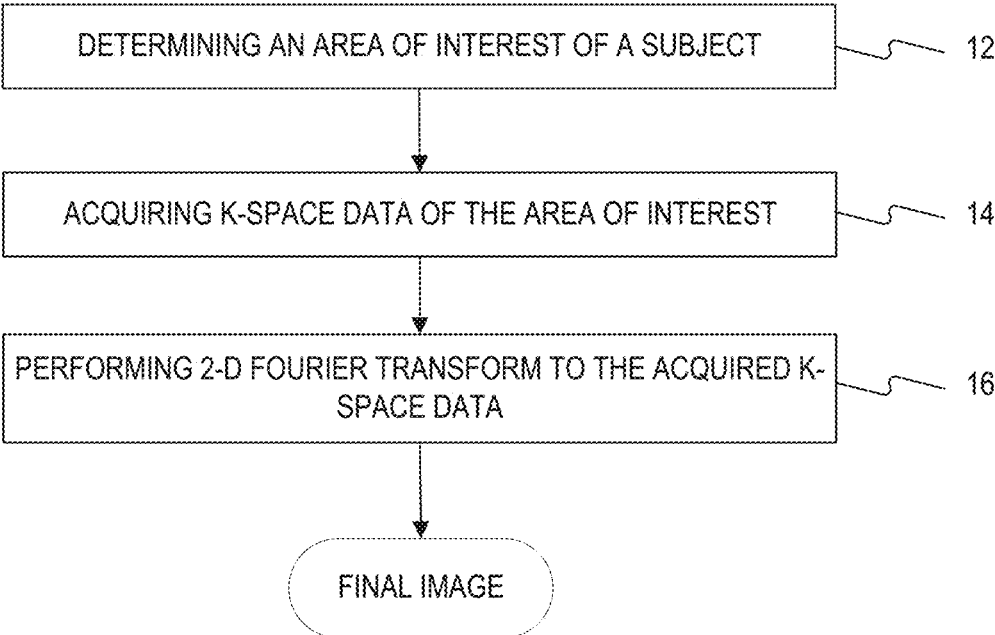 DETERMINING AN AREA OF INTEREST OF A SUBJECT
12
ACQUIRING K-SPACE DATA OF THE AREA OF INTEREST
14
PERFORMING 2-D FOURIER TRANSFORM TO THE ACQUIRED K-
SPACE DATA
16
FINAL IMAGE